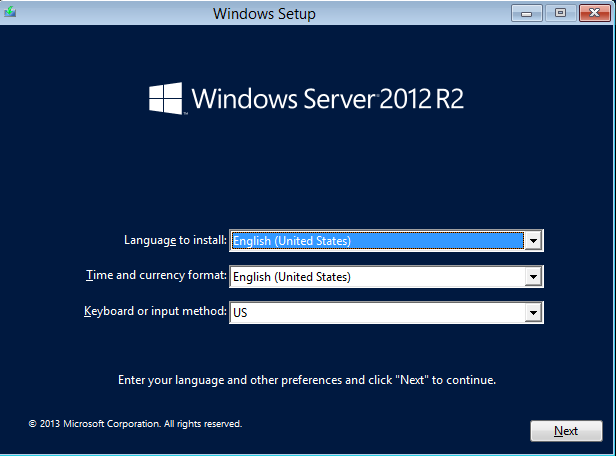 Windows Setup
Windows Server 2012 R2
Language to install: English (United States)
Time and currency format: English (United States)
Keyboard or input method: US
Enter your language and other preferences and click "Next" to continue.
© 2013 Microsoft Corporation. All rights reserved.
Next